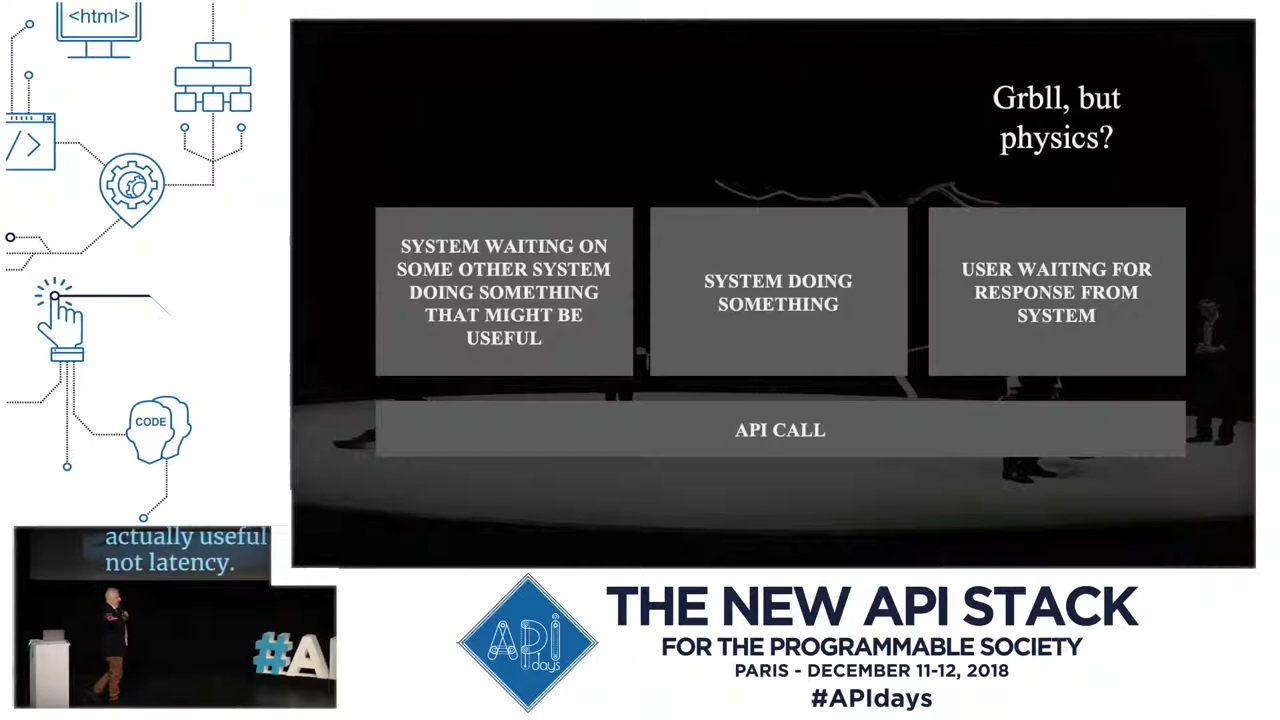 <html>
</>
CODE
Grbll, but
physics?
SYSTEM WAITING ON
SOME OTHER SYSTEM
DOING SOMETHING
THAT MIGHT BE
USEFUL
SYSTEM DOING
SOMETHING
USER WAITING FOR
RESPONSE FROM
SYSTEM
API CALL
actually useful
not latency.
#A
API
days
THE NEW API STACK
FOR THE PROGRAMMABLE SOCIETY
PARIS - DECEMBER 11-12, 2018
#APIdays